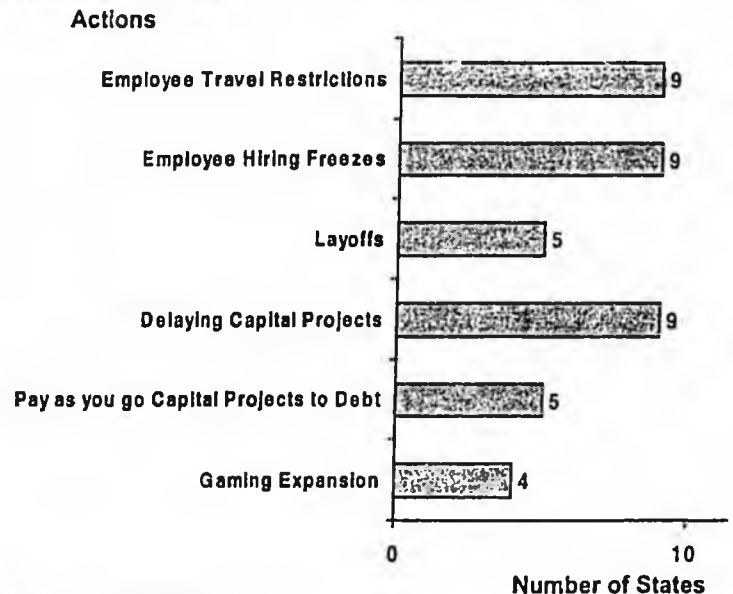 Actions
Employee Travel Restrictions 9
Employee Hiring Freezes 9
Layoffs 5
Delaying Capital Projects 9
Pay as you go Capital Projects to Debt 5
Gaming Expansion 4
0 10
Number of States